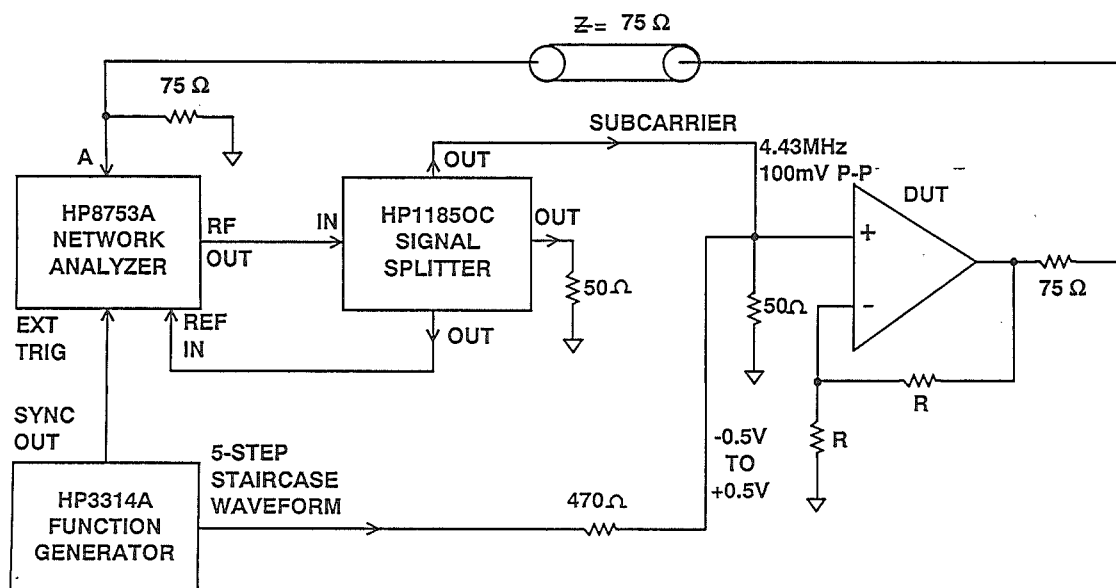 Z= 75 Ω
75 Ω
A
HP8753A
NETWORK
ANALYZER
RF
OUT
EXT
TRIG
REF
IN
IN
OUT
HP11850C
SIGNAL
SPLITTER
OUT
50Ω
OUT
SUBCARRIER
4.43MHz
100mV P-P
DUT
+
-
50Ω
75 Ω
R
R
-0.5V
TO
+0.5V
SYNC
OUT
HP3314A
FUNCTION
GENERATOR
5-STEP
STAIRCASE
WAVEFORM
470Ω